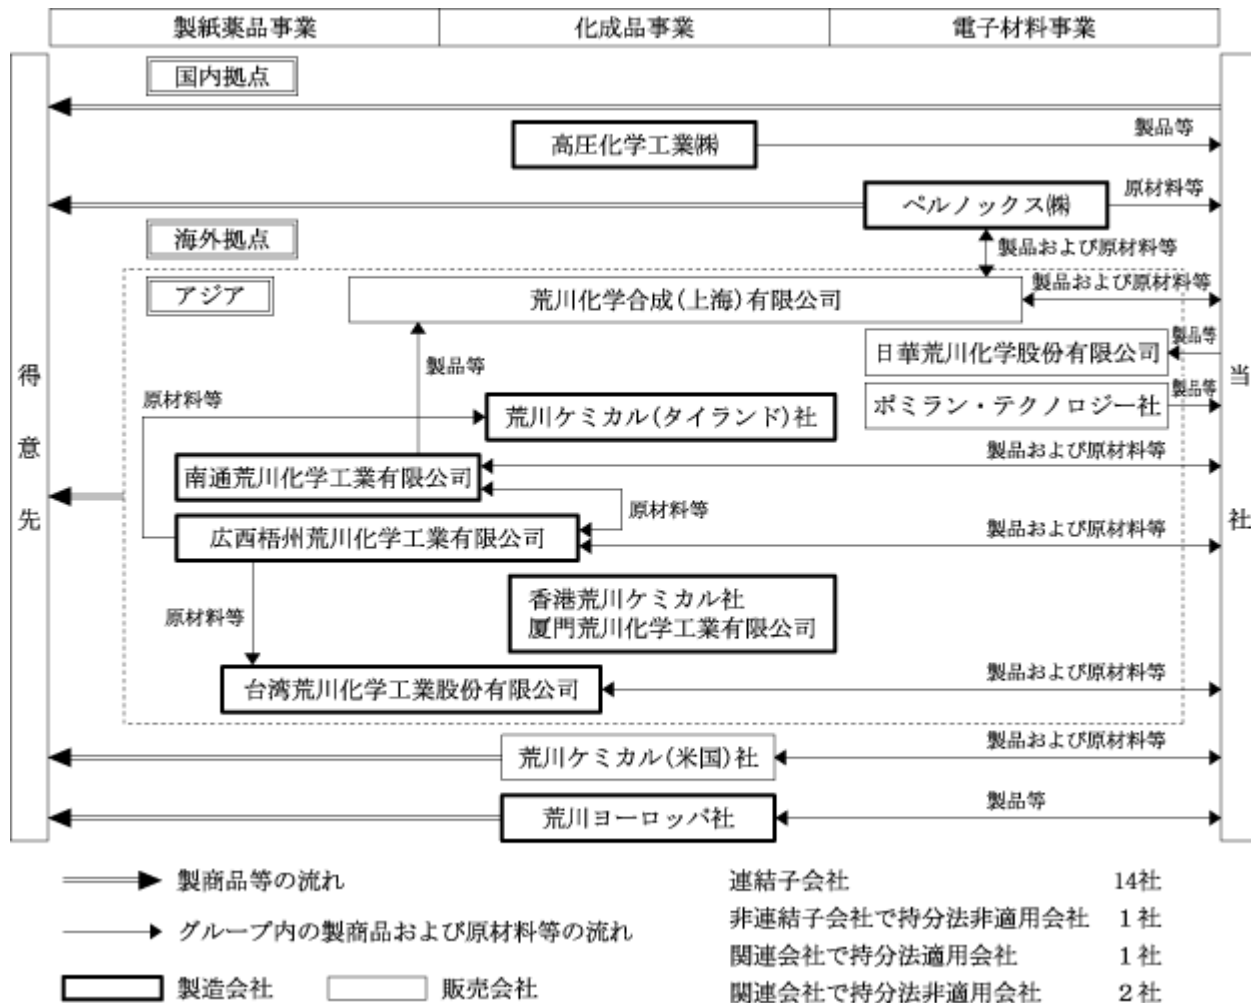 製紙薬品事業
化成品事業
電子材料事業
国内拠点
製品等
高圧化学工業㈱
原材料等
ペルノックス㈱
海外拠点
製品および原材料等
アジア
荒川化学合成(上海)有限公司
製品および原材料等
日華荒川化学股份有限公司
製品等
製品等
原材料等
ポミラン・テクノロジー社
製品等
荒川ケミカル(タイランド)社
得意先
当社
南通荒川化学工業有限公司
製品および原材料等
原材料等
広西梧州荒川化学工業有限公司
製品および原材料等
香港荒川ケミカル社
厦門荒川化学工業有限公司
原材料等
台湾荒川化学工業股份有限公司
製品および原材料等
荒川ケミカル(米国)社
製品および原材料等
荒川ヨーロッパ社
製品等
製商品等の流れ
グループ内の製商品および原材料等の流れ
製造会社
販売会社
連結子会社 14社
非連結子会社で持分法非適用会社 1社
関連会社で持分法適用会社 1社
関連会社で持分法非適用会社 2社